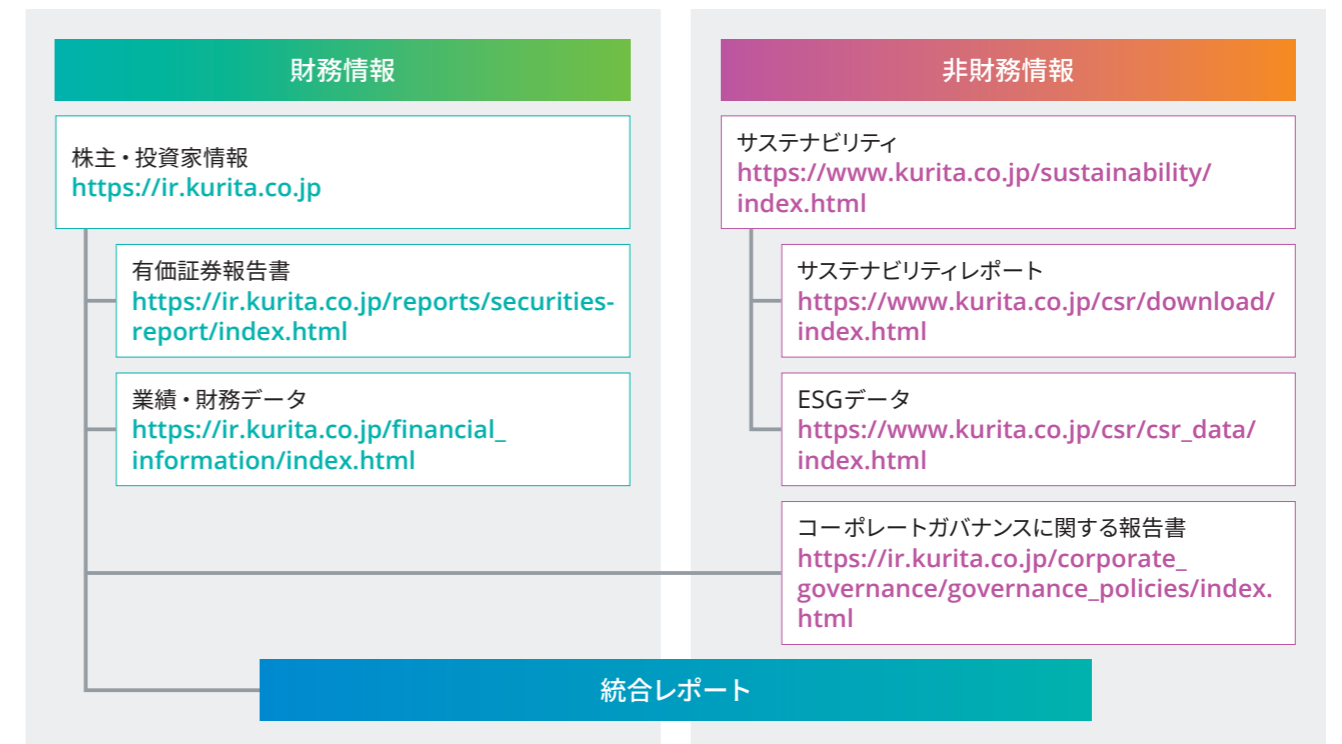 財務情報
株主・投資家情報
https://ir.kurita.co.jp
有価証券報告書
https://ir.kurita.co.jp/reports/securities-
report/index.html
業績・財務データ
https://ir.kurita.co.jp/financial_
information/index.html
非財務情報
サステナビリティ
https://www.kurita.co.jp/sustainability/
index.html
サステナビリティレポート
https://www.kurita.co.jp/csr/download/
index.html
ESGデータ
https://www.kurita.co.jp/csr/csr_data/
index.html
コーポレートガバナンスに関する報告書
https://ir.kurita.co.jp/corporate_
governance/governance_policies/index.
html
統合レポート